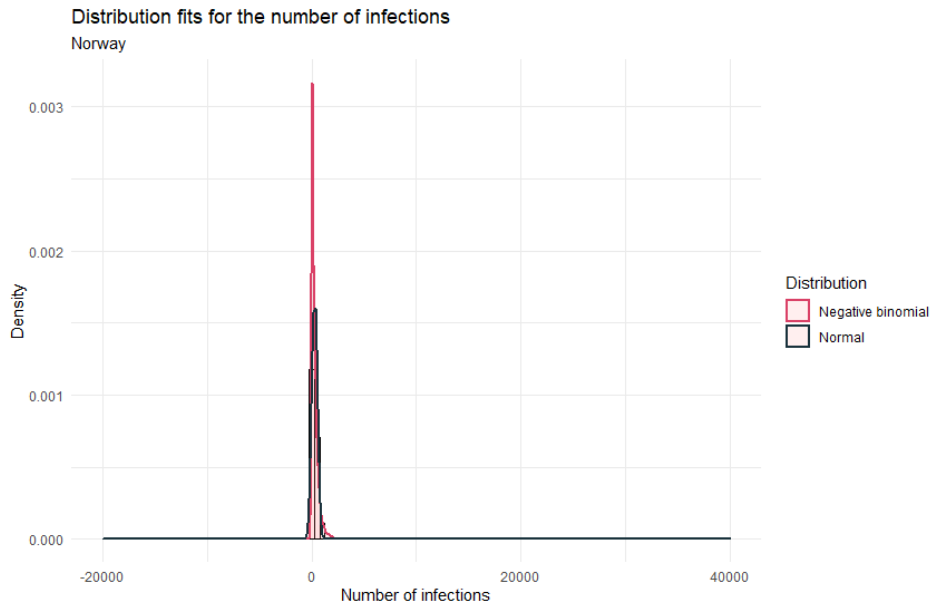 Distribution fits for the number of infections
Norway
0.003
0.002
0.001
0.000
Density
-20000
0
20000
40000
Number of infections
Distribution
Negative binomial
Normal